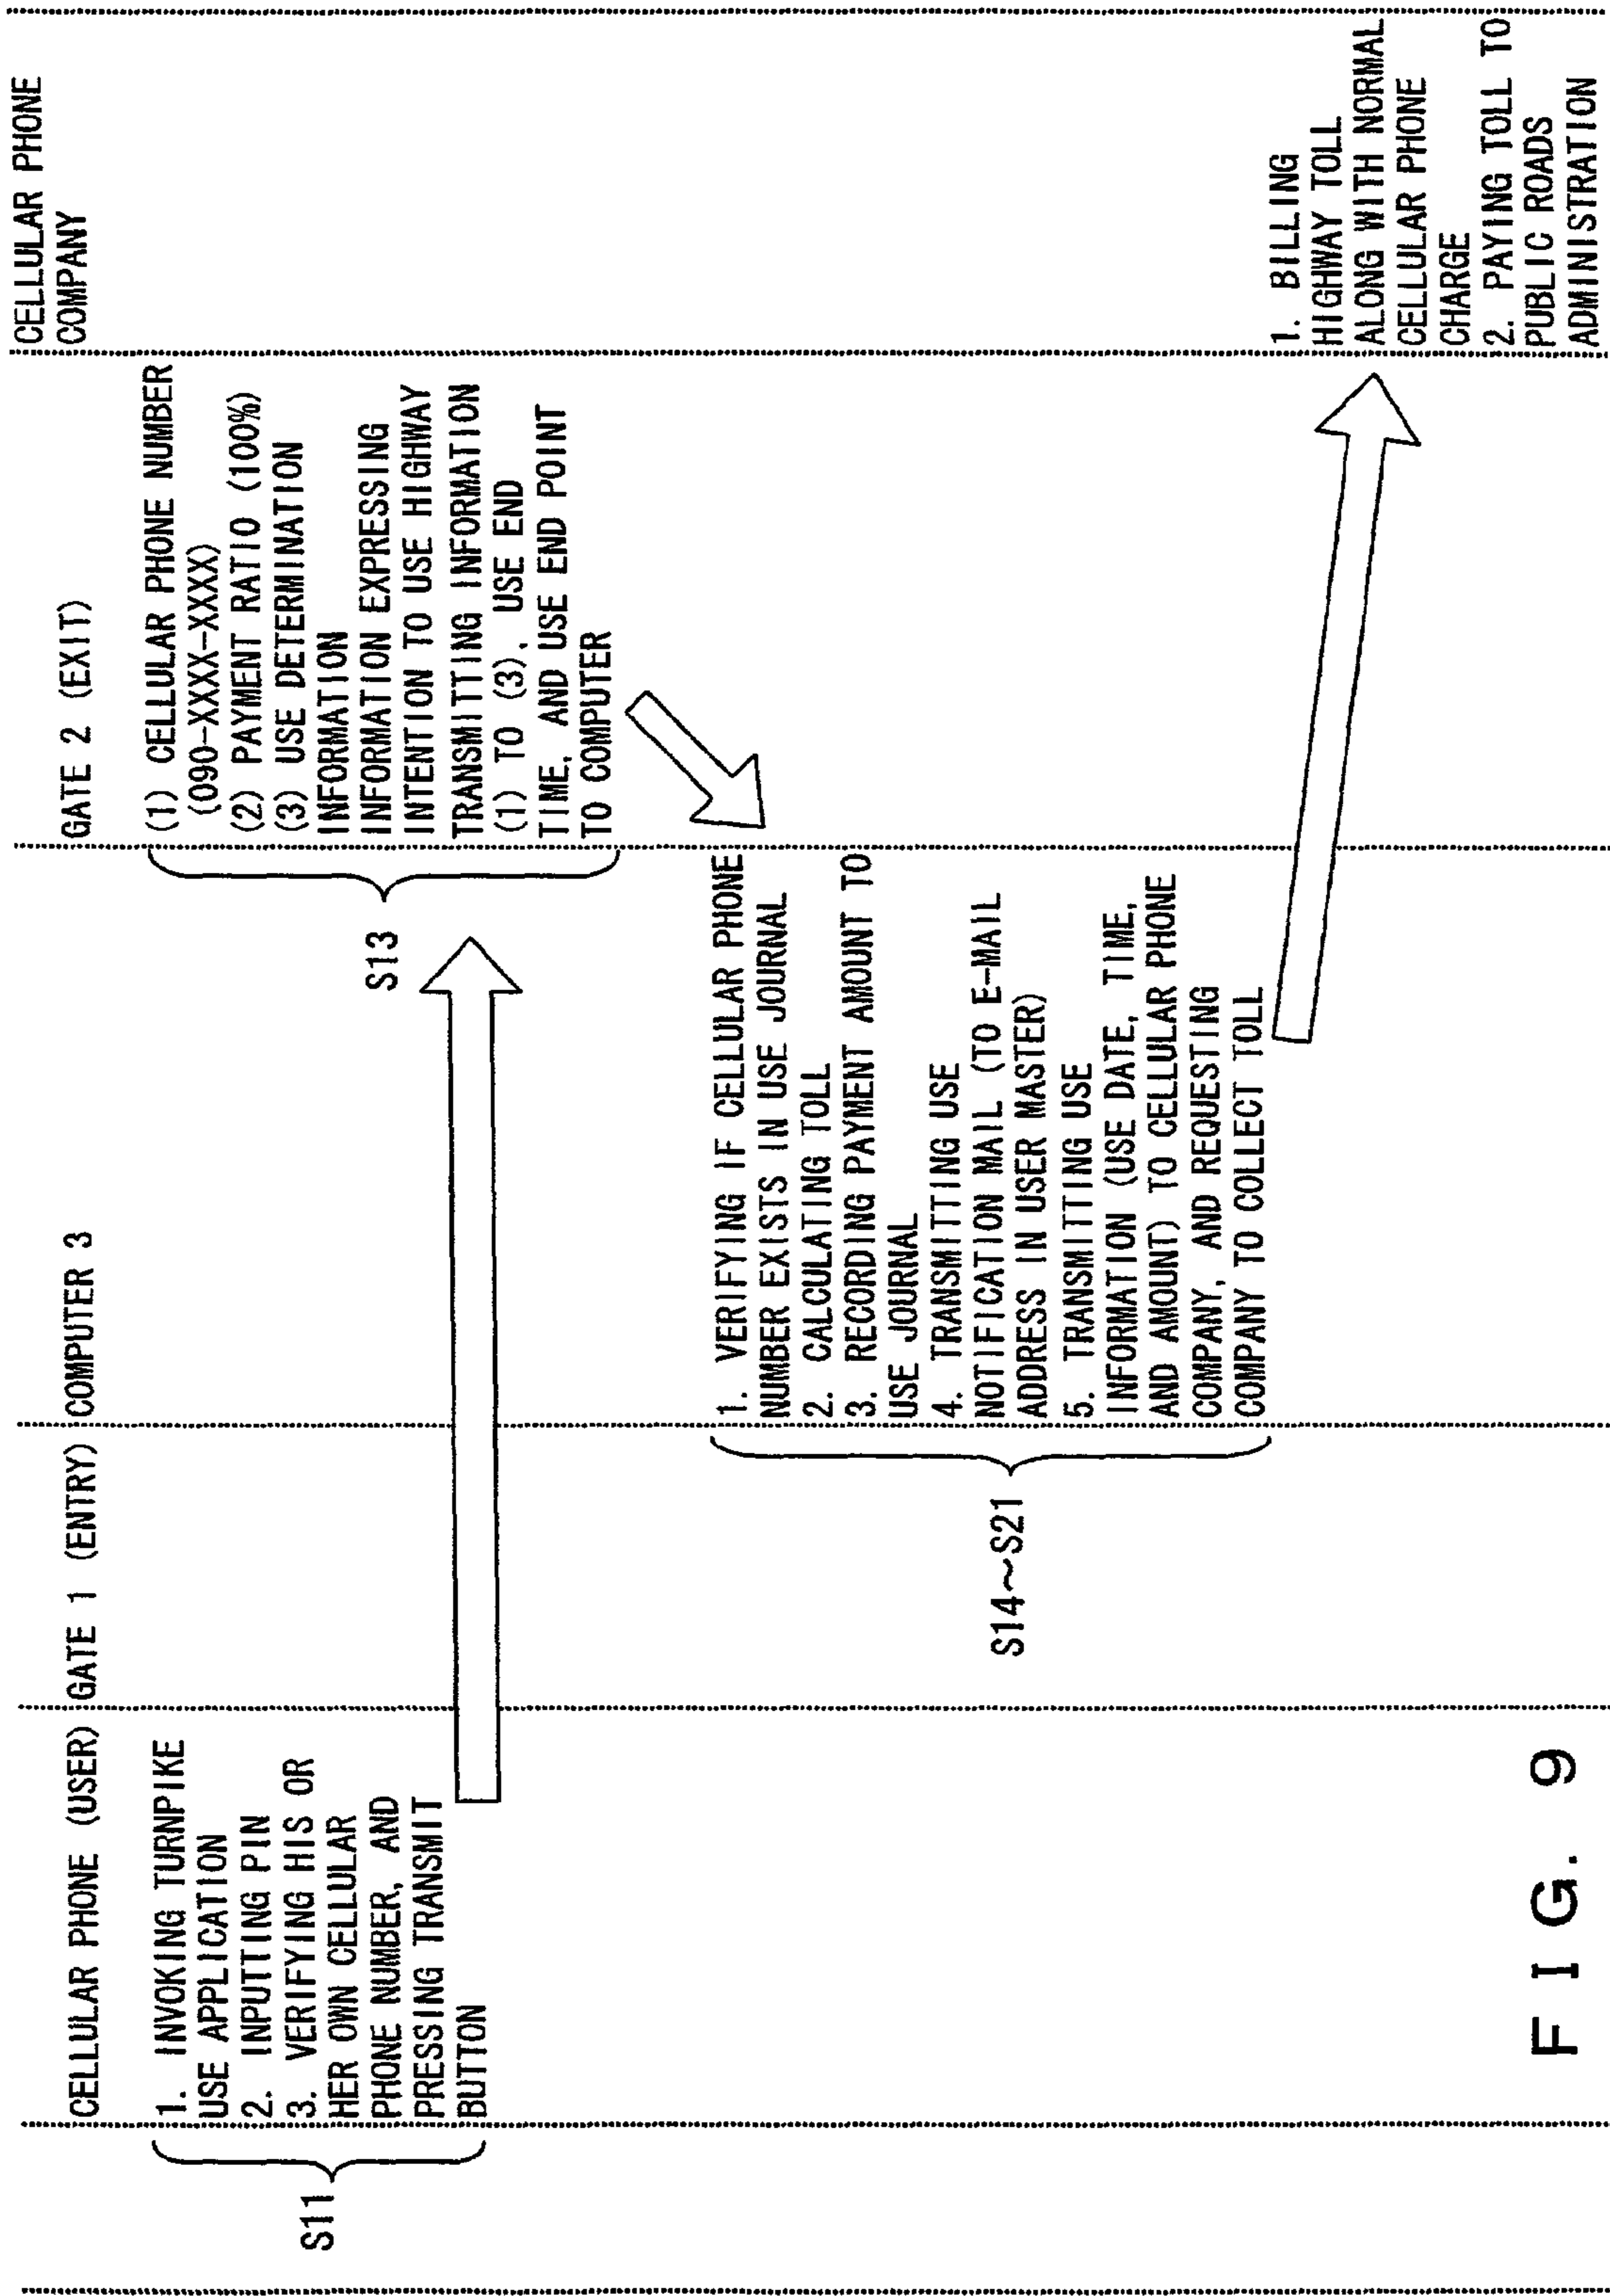 CELLULAR PHONE (USER)
GATE 1 (ENTRY)
COMPUTER 3
GATE 2 (EXIT)
CELLULAR PHONE
COMPANY
S11
1. INVOKING TURNPIKE
USE APPLICATION
2. INPUTTING PIN
3. VERIFYING HIS OR
HER OWN CELLULAR
PHONE NUMBER, AND
PRESSING TRANSMIT
BUTTON
S13
(1) CELLULAR PHONE NUMBER
(090-XXXX-XXXX)
(2) PAYMENT RATIO (100%)
(3) USE DETERMINATION
INFORMATION
INFORMATION EXPRESSING
INTENTION TO USE HIGHWAY
TRANSMITTING INFORMATION
(1) TO (3), USE END
TIME, AND USE END POINT
TO COMPUTER
S14~S21
1. VERIFYING IF CELLULAR PHONE
NUMBER EXISTS IN USE JOURNAL
2. CALCULATING TOLL
3. RECORDING PAYMENT AMOUNT TO
USE JOURNAL
4. TRANSMITTING USE
NOTIFICATION MAIL (TO E-MAIL
ADDRESS IN USER MASTER)
5. TRANSMITTING USE
INFORMATION (USE DATE, TIME,
AND AMOUNT) TO CELLULAR PHONE
COMPANY, AND REQUESTING
COMPANY TO COLLECT TOLL
1. BILLING
HIGHWAY TOLL
ALONG WITH NORMAL
CELLULAR PHONE
CHARGE
2. PAYING TOLL TO
PUBLIC ROADS
ADMINISTRATION
FIG. 9